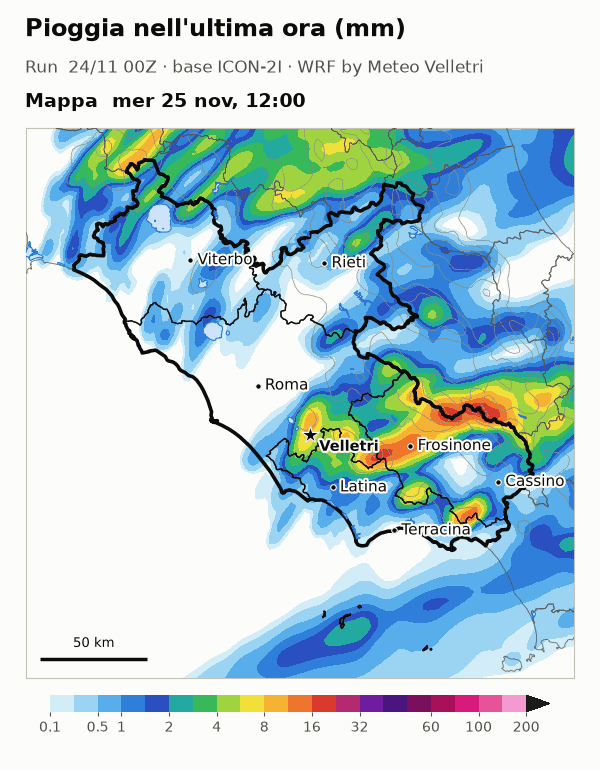 Pioggia nell'ultima ora (mm)
Run  24/11 00Z · base ICON-2I · WRF by Meteo Velletri
Mappa  mer 25 nov, 12:00
Viterbo
Rieti
Roma
Velletri
Frosinone
Cassino
Latina
Terracina
50 km
0.1 0.5 1 2 4 8 16 32 60 100 200